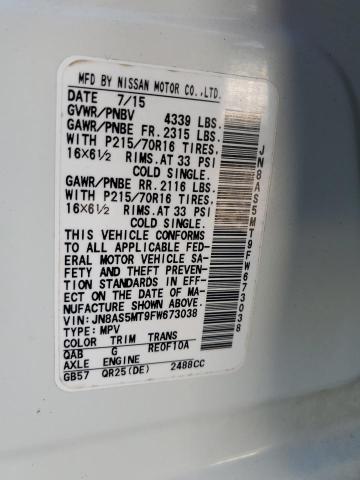 MFD BY NISSAN MOTOR CO.,LTD.
DATE 7/15
GVWR/PNBV 4339 LBS.
GAWR/PNBE FR. 2315 LBS.
WITH P215/70R16 TIRES,
16X6½ RIMS.AT 33 PSI
COLD SINGLE.
GAWR/PNBE RR. 2116 LBS.
WITH P215/70R16 TIRES,
16X6½ RIMS.AT 33 PSI
COLD SINGLE.
THIS VEHICLE CONFORMS
TO ALL APPLICABLE FED-
ERAL MOTOR VEHICLE SA-
FETY AND THEFT STAND-
ARDS IN EFFECT
ECT ON THE DATE OF MA-
NUFACTURE SHOWN ABOVE.
VIN: JN8AS5MT9FW673038
TYPE: MPV
COLOR TRIM TRANS
QAB G RE0F10A
AXLE ENGINE
GB57 QR25(DE) 2488CC
JN8AS5MT9FW673038